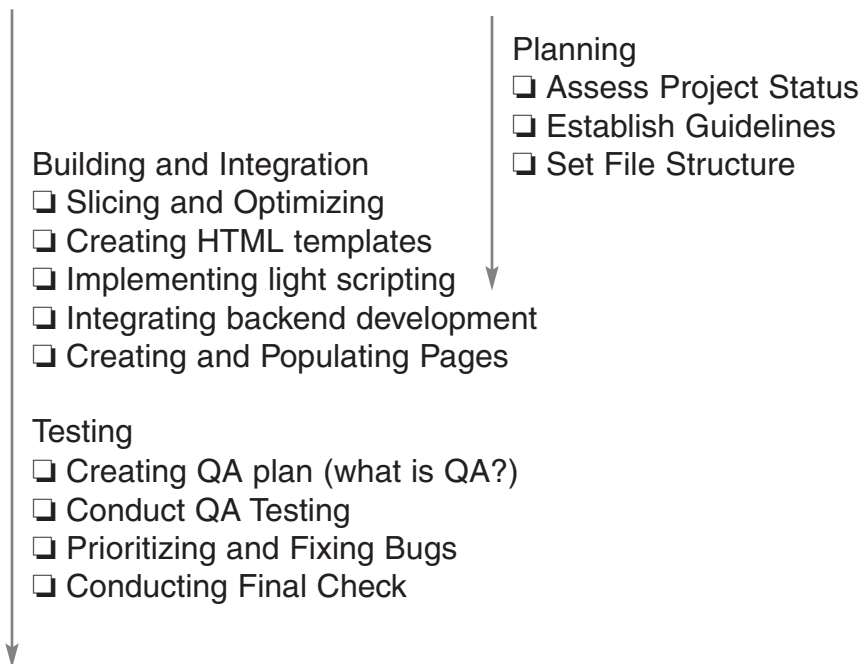 Planning
❏ Assess Project Status
❏ Establish Guidelines
❏ Set File Structure
Building and Integration
❏ Slicing and Optimizing
❏ Creating HTML templates
❏ Implementing light scripting
❏ Integrating backend development
❏ Creating and Populating Pages
Testing
❏ Creating QA plan (what is QA?)
❏ Conduct QA Testing
❏ Prioritizing and Fixing Bugs
❏ Conducting Final Check